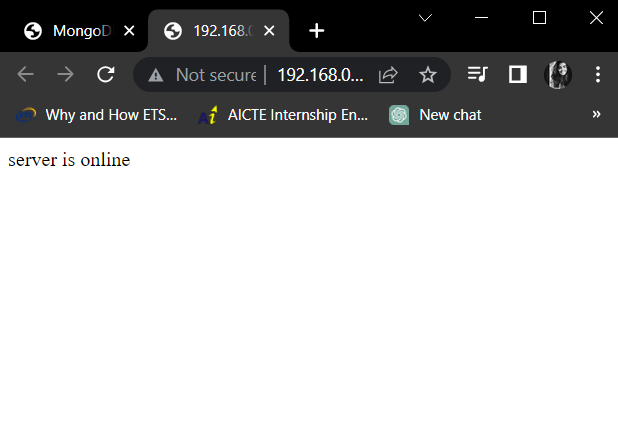 MongoD
192.168.0
Not secure
192.168.0...
Why and How ETS...
AICTE Internship En...
New chat
»
server is online